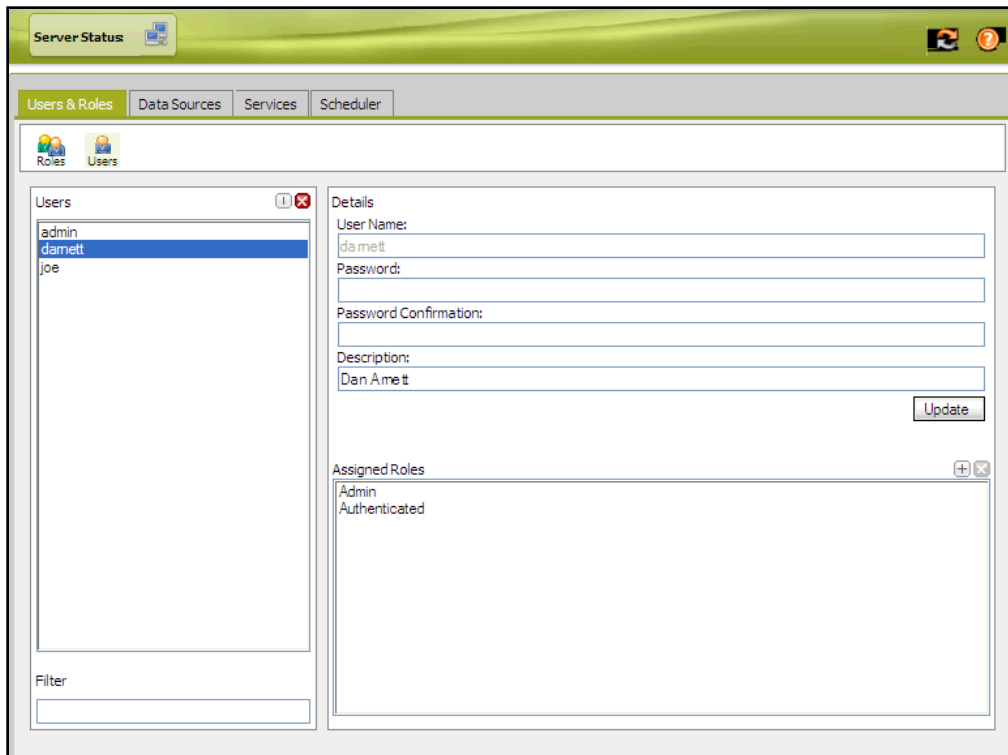 Server Status
Users & Roles
Data Sources
Services
Scheduler
Roles
Users
Users
admin
darnett
joe
Filter
Details
User Name:
darnett
Password:
Password Confirmation:
Description:
Dan Arnett
Update
Assigned Roles
Admin
Authenticated